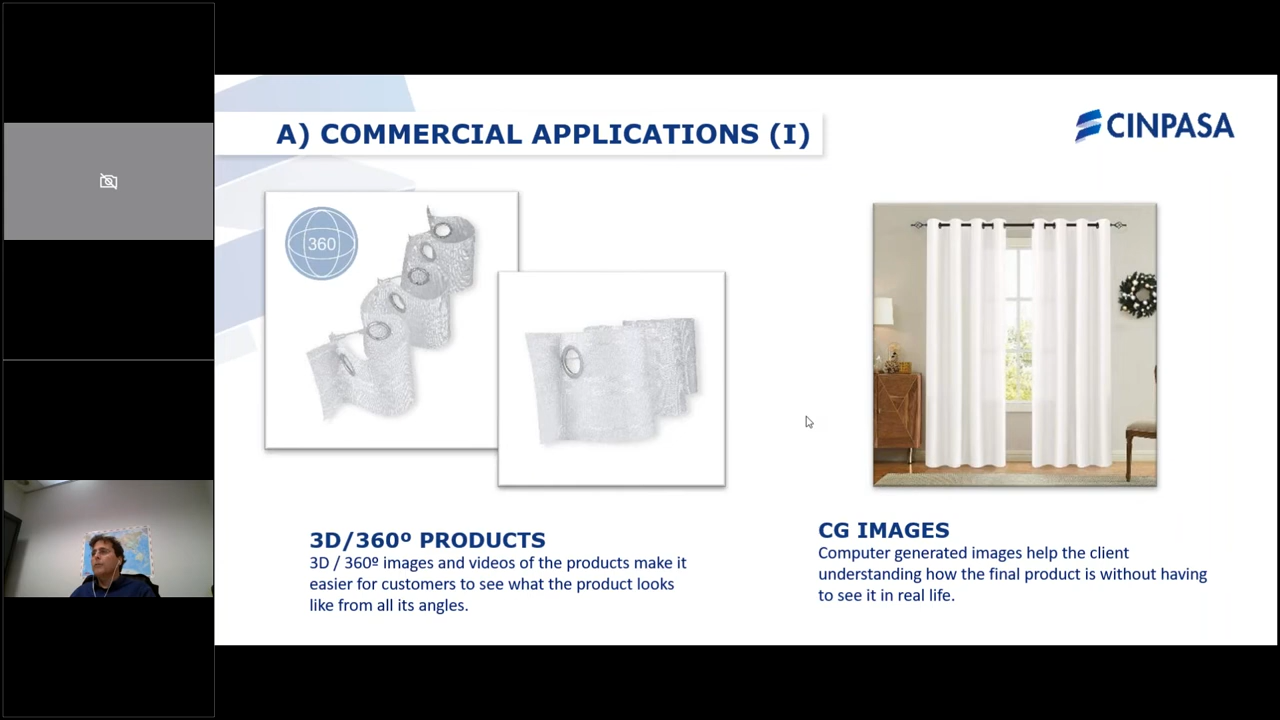 A) COMMERCIAL APPLICATIONS (I)
CINPASA
360
3D/360º PRODUCTS
3D / 360º images and videos of the products make it
easier for customers to see what the product looks
like from all its angles.
CG IMAGES
Computer generated images help the client
understanding how the final product is without having
to see it in real life.